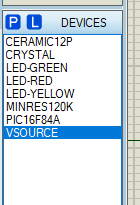 P L DEVICES
CERAMIC12P
CRYSTAL
LED-GREEN
LED-RED
LED-YELLOW
MINRES120K
PIC16F84A
VSOURCE